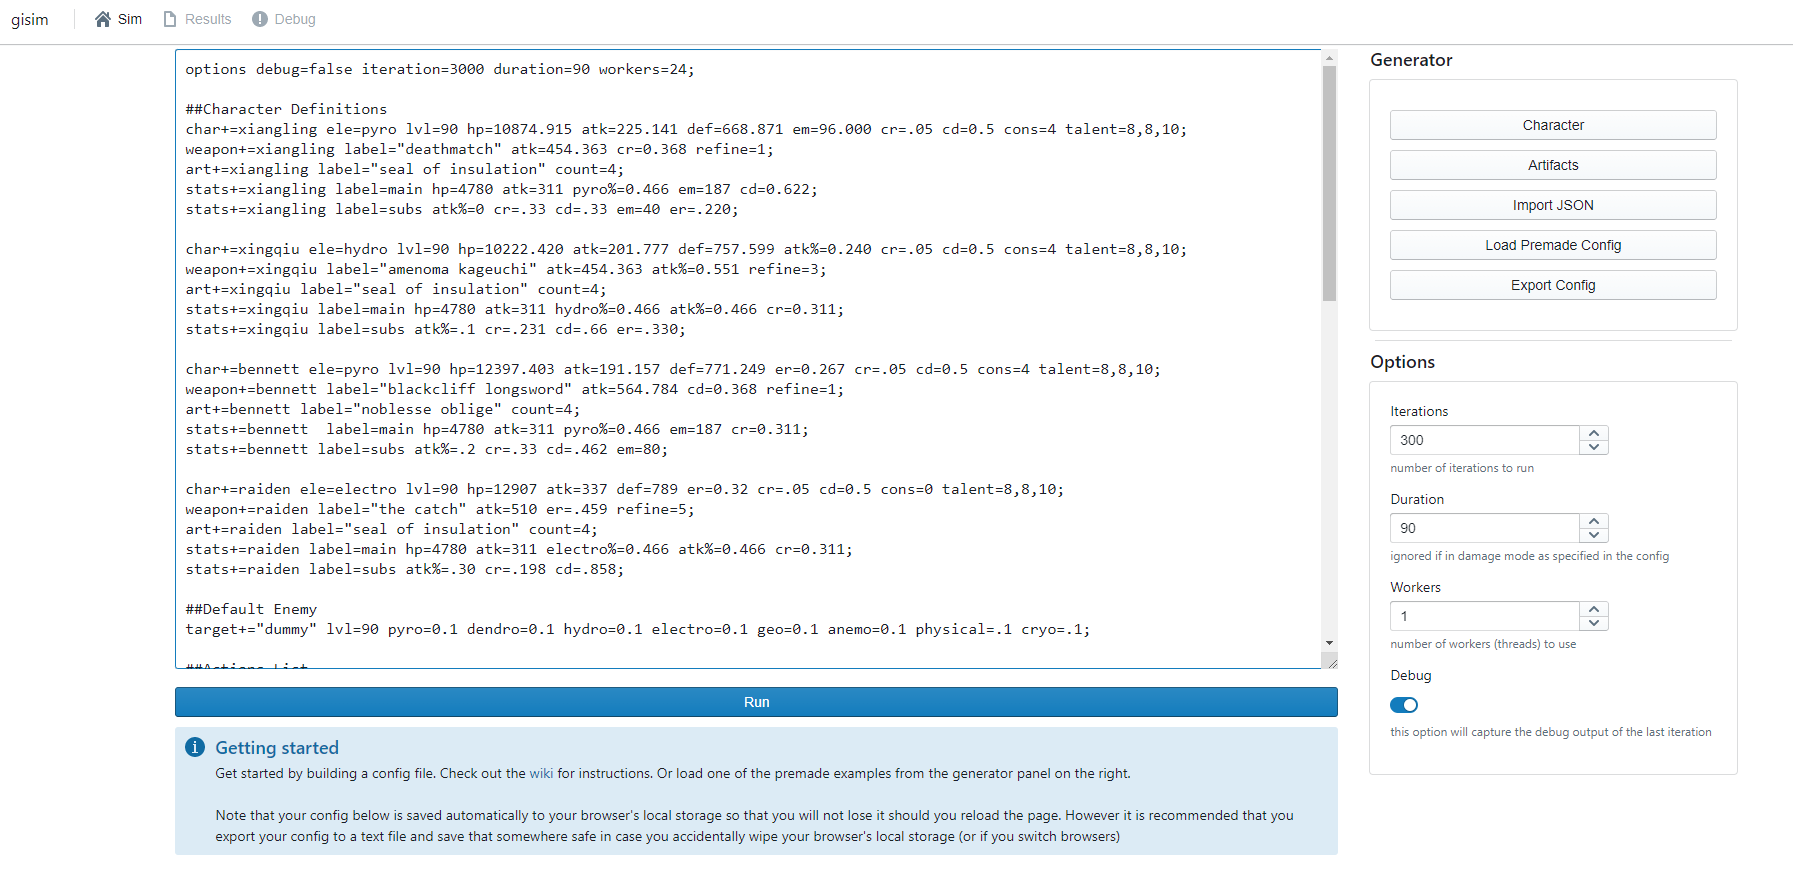 gisim
Sim
Results
Debug
options debug=false iteration=3000 duration=90 workers=24;
##Character Definitions
char+=xiangling ele=pyro lvl=90 hp=10874.915 atk=225.141 def=668.871 em=96.000 cr=.05 cd=0.5 cons=4 talent=8,8,10;
weapon+=xiangling label="deathmatch" atk=454.363 cr=0.368 refine=1;
art+=xiangling label="seal of insulation" count=4;
stats+=xiangling label=main hp=4780 atk=311 pyro%=0.466 em=187 cd=0.622;
stats+=xiangling label=subs atk%=0 cr=.33 cd=.33 em=40 er=.220;
char+=xingqiu ele=hydro lvl=90 hp=10222.420 atk=201.777 def=757.599 atk%=0.240 cr=.05 cd=0.5 cons=4 talent=8,8,10;
weapon+=xingqiu label="amenoma kageuchi" atk=454.363 atk%=0.551 refine=3;
art+=xingqiu label="seal of insulation" count=4;
stats+=xingqiu label=main hp=4780 atk=311 hydro%=0.466 atk%=0.466 cr=0.311;
stats+=xingqiu label=subs atk%=.1 cr=.231 cd=.66 er=.330;
char+=bennett ele=pyro lvl=90 hp=12397.403 atk=191.157 def=771.249 er=0.267 cr=.05 cd=0.5 cons=4 talent=8,8,10;
weapon+=bennett label="blackcliff longsword" atk=564.784 cd=0.368 refine=1;
art+=bennett label="noblesse oblige" count=4;
stats+=bennett  label=main hp=4780 atk=311 pyro%=0.466 em=187 cr=0.311;
stats+=bennett label=subs atk%=.2 cr=.33 cd=.462 em=80;
char+=raiden ele=electro lvl=90 hp=12907 atk=337 def=789 er=0.32 cr=.05 cd=0.5 cons=0 talent=8,8,10;
weapon+=raiden label="the catch" atk=510 er=.459 refine=5;
art+=raiden label="seal of insulation" count=4;
stats+=raiden label=main hp=4780 atk=311 electro%=0.466 atk%=0.466 cr=0.311;
stats+=raiden label=subs atk%=.30 cr=.198 cd=.858;
##Default Enemy
target+="dummy" lvl=90 pyro=0.1 dendro=0.1 hydro=0.1 electro=0.1 geo=0.1 anemo=0.1 physical=.1 cryo=.1;
##Actions List
Run
Getting started
Get started by building a config file. Check out the wiki for instructions. Or load one of the premade examples from the generator panel on the right.
Note that your config below is saved automatically to your browser's local storage so that you will not lose it should you reload the page. However it is recommended that you
export your config to a text file and save that somewhere safe in case you accidentally wipe your browser's local storage (or if you switch browsers)
Generator
Character
Artifacts
Import JSON
Load Premade Config
Export Config
Options
Iterations
300
number of iterations to run
Duration
90
ignored if in damage mode as specified in the config
Workers
1
number of workers (threads) to use
Debug
this option will capture the debug output of the last iteration